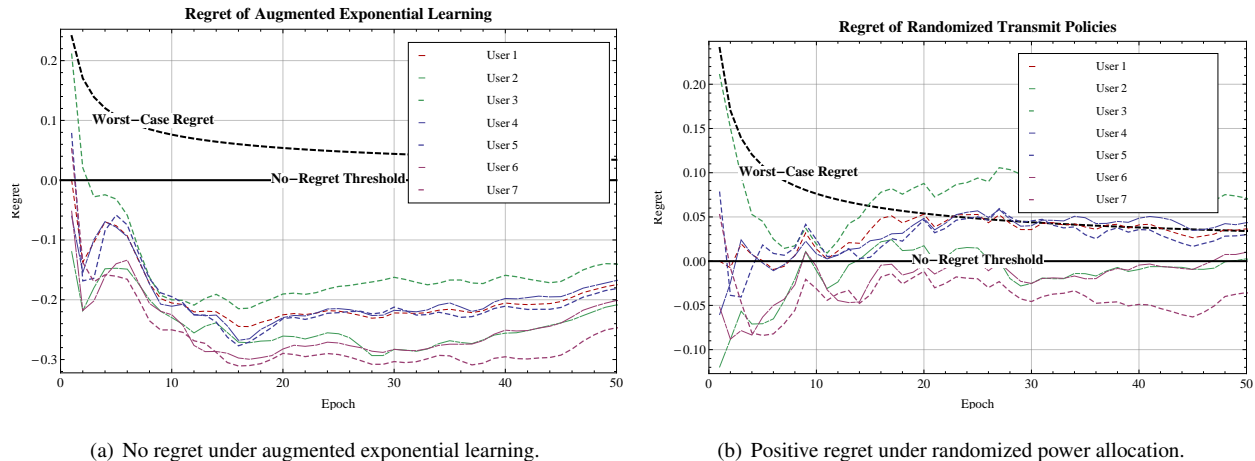 Regret of Augmented Exponential Learning
0.2
0.1
0.0
−0.1
−0.2
−0.3
Regret
Worst−Case Regret
No−Regret Threshold
User 1
User 2
User 3
User 4
User 5
User 6
User 7
0
10
20
30
40
50
Epoch
(a) No regret under augmented exponential learning.
Regret of Randomized Transmit Policies
0.20
0.15
0.10
0.05
0.00
−0.05
−0.10
Regret
Worst−Case Regret
No−Regret Threshold
User 1
User 2
User 3
User 4
User 5
User 6
User 7
0
10
20
30
40
50
Epoch
(b) Positive regret under randomized power allocation.